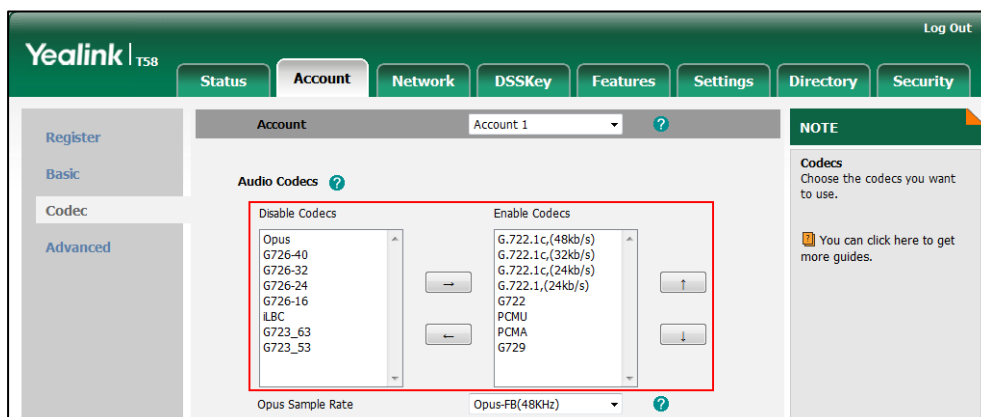 Log Out
Yealink | T58
Status
Account
Network
DSSKey
Features
Settings
Directory
Security
Register
Basic
Codec
Advanced
Account
Account 1
?
Audio Codecs ?
Disable Codecs
Opus
G726-40
G726-32
G726-24
G726-16
iLBC
G723_63
G723_53
→
←
Enable Codecs
G.722.1c,(48kb/s)
G.722.1c,(32kb/s)
G.722.1c,(24kb/s)
G.722.1,(24kb/s)
G722
PCMU
PCMA
G729
↑
↓
Opus Sample Rate
Opus-FB(48KHz)
?
NOTE
Codecs
Choose the codecs you want
to use.
? You can click here to get
more guides.